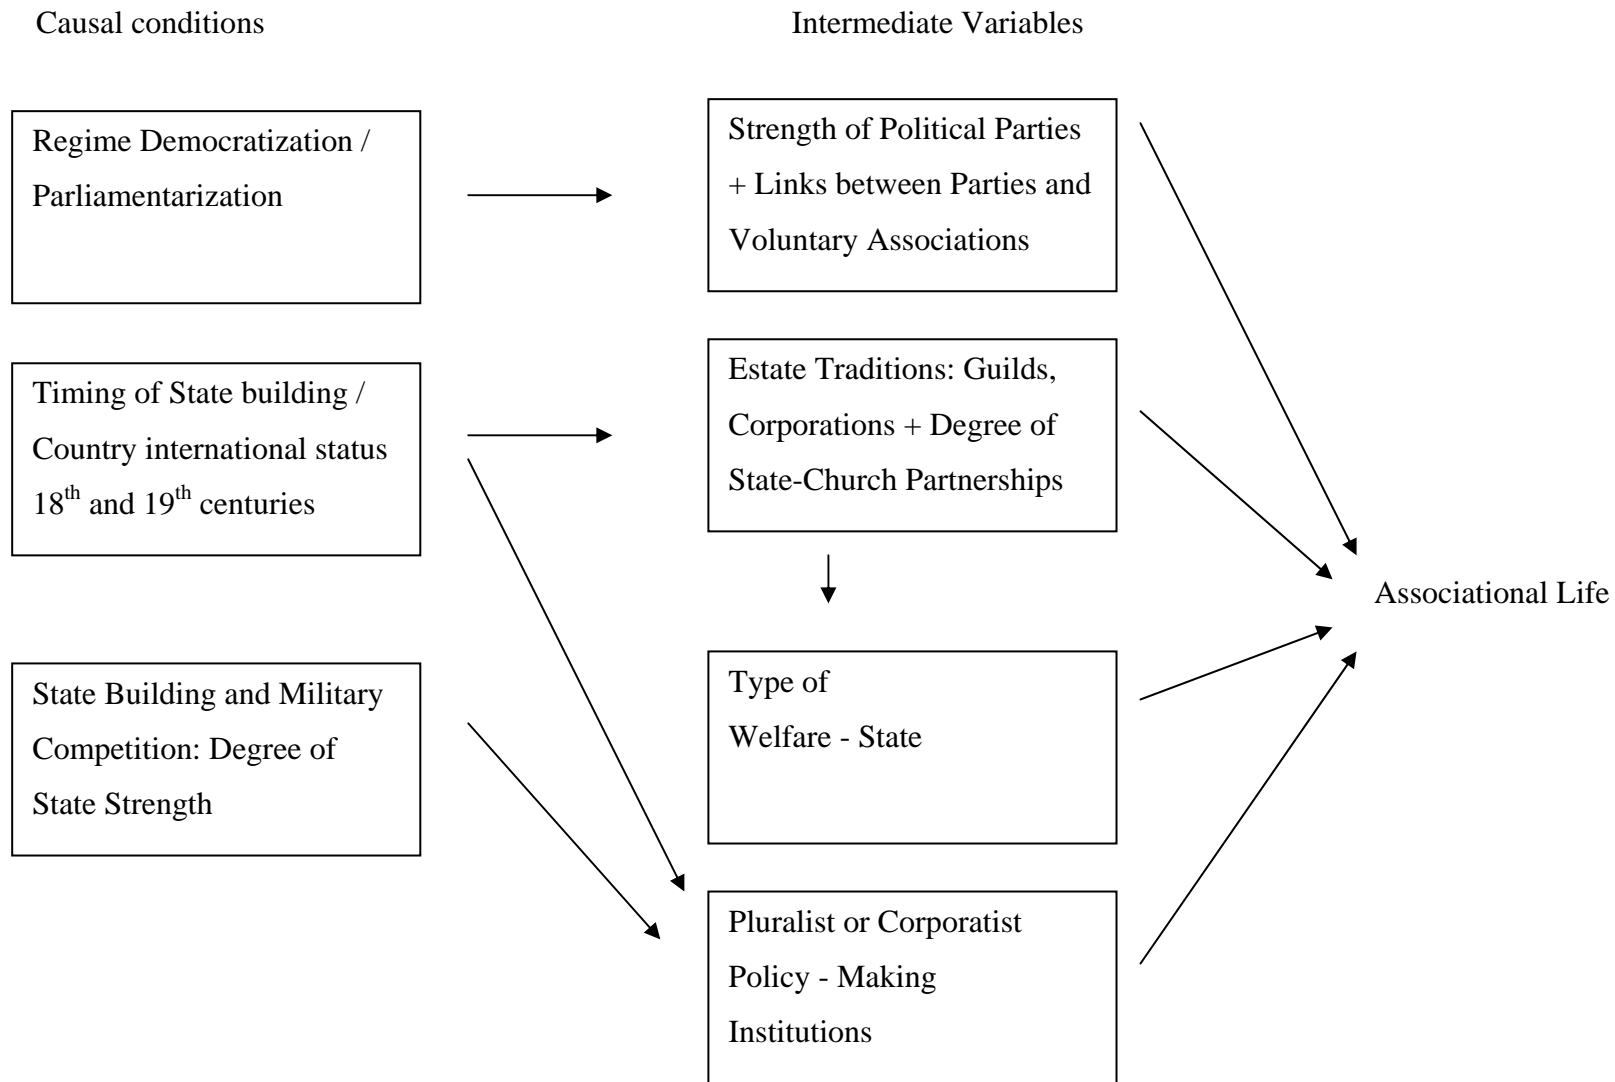 Causal conditions
Intermediate Variables
Regime Democratization /
Parliamentarization
Strength of Political Parties
+ Links between Parties and
Voluntary Associations
Timing of State building /
Country international status
18th and 19th centuries
Estate Traditions: Guilds,
Corporations + Degree of
State-Church Partnerships
Associational Life
State Building and Military
Competition: Degree of
State Strength
Type of
Welfare - State
Pluralist or Corporatist
Policy - Making
Institutions